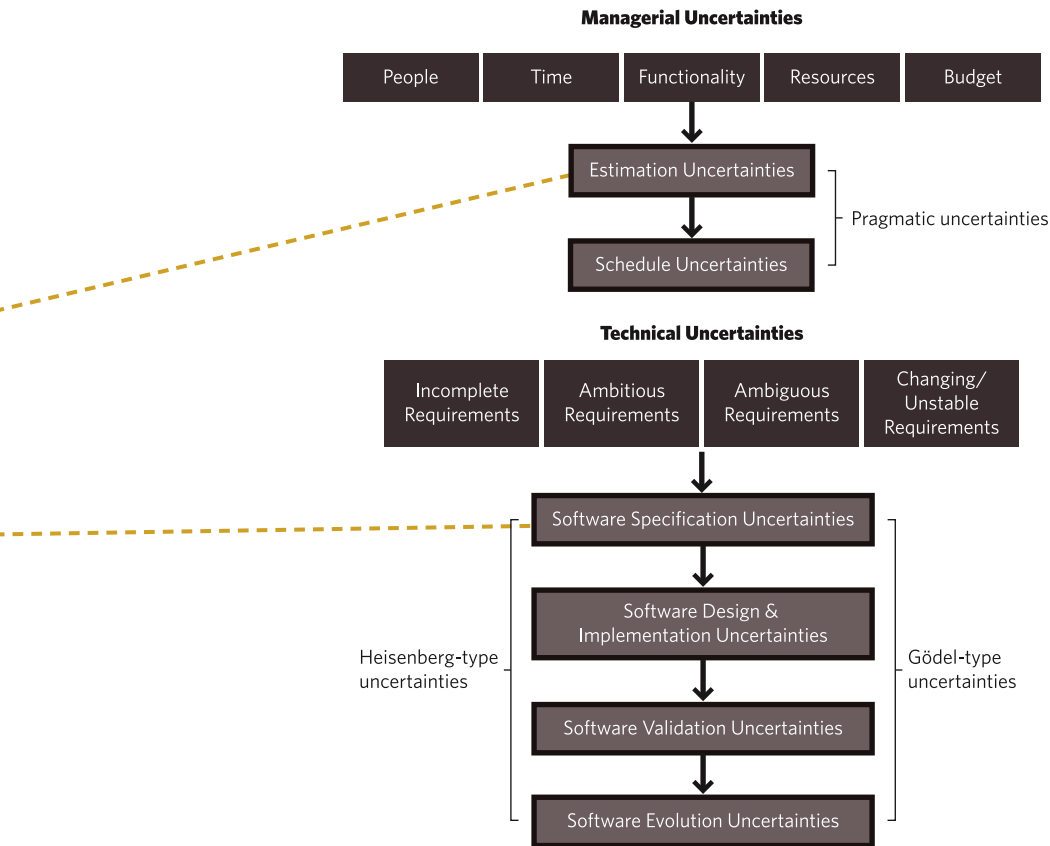 Managerial Uncertainties
People
Time
Functionality
Resources
Budget
Estimation Uncertainties
Pragmatic uncertainties
Schedule Uncertainties
Technical Uncertainties
Incomplete
Requirements
Ambitious
Requirements
Ambiguous
Requirements
Changing/
Unstable
Requirements
Software Specification Uncertainties
Software Design &
Implementation Uncertainties
Heisenberg-type
uncertainties
Gödel-type
uncertainties
Software Validation Uncertainties
Software Evolution Uncertainties